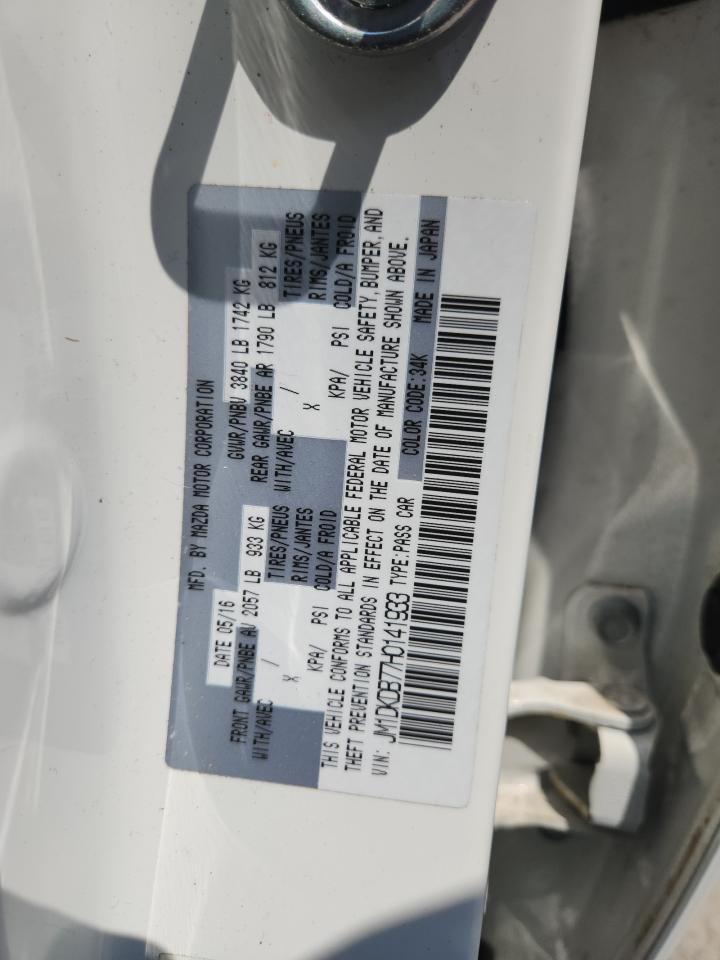 MFD. BY MAZDA MOTOR CORPORATION
DATE 05/16 GVWR/PNBV 3840 LB 1742 KG
FRONT GAWR/PNBE AV 2057 LB 933 KG REAR GAWR/PNBE AR 1790 LB 812 KG
WITH/AVEC / TIRES/PNEUS WITH/AVEC / TIRES/PNEUS
X RIMS/JANTES X RIMS/JANTES
KPA/ PSI COLD/A FROID KPA/ PSI COLD/A FROID
THIS VEHICLE CONFORMS TO ALL APPLICABLE FEDERAL MOTOR VEHICLE SAFETY, BUMPER, AND
THEFT PREVENTION STANDARDS IN EFFECT ON THE DATE OF MANUFACTURE SHOWN ABOVE.
VIN: JM1DKDB77H0141933 TYPE:PASS CAR COLOR CODE:34K MADE IN JAPAN